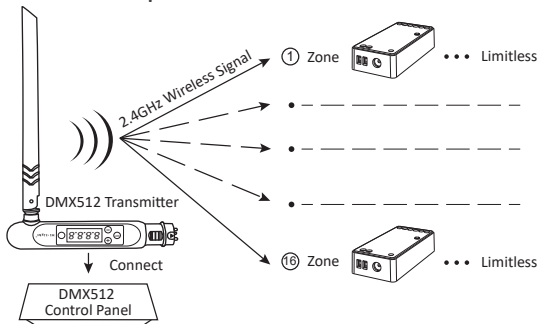 2.4GHz Wireless Signal
1 Zone ••• Limitless
DMX512 Transmitter
8.8.8.8.
16 Zone ••• Limitless
Connect
DMX512
Control Panel